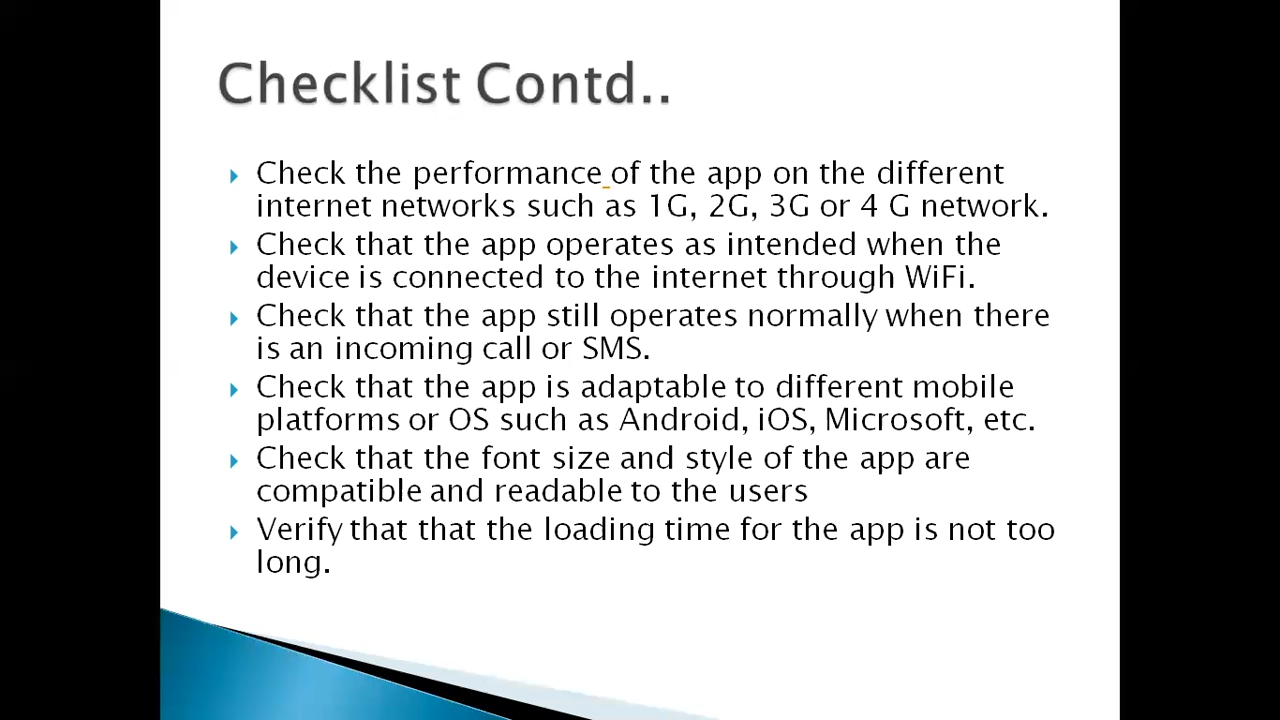 Checklist Contd..
Check the performance of the app on the different
internet networks such as 1G, 2G, 3G or 4 G network.
Check that the app operates as intended when the
device is connected to the internet through WiFi.
Check that the app still operates normally when there
is an incoming call or SMS.
Check that the app is adaptable to different mobile
platforms or OS such as Android, iOS, Microsoft, etc.
Check that the font size and style of the app are
compatible and readable to the users
Verify that that the loading time for the app is not too
long.